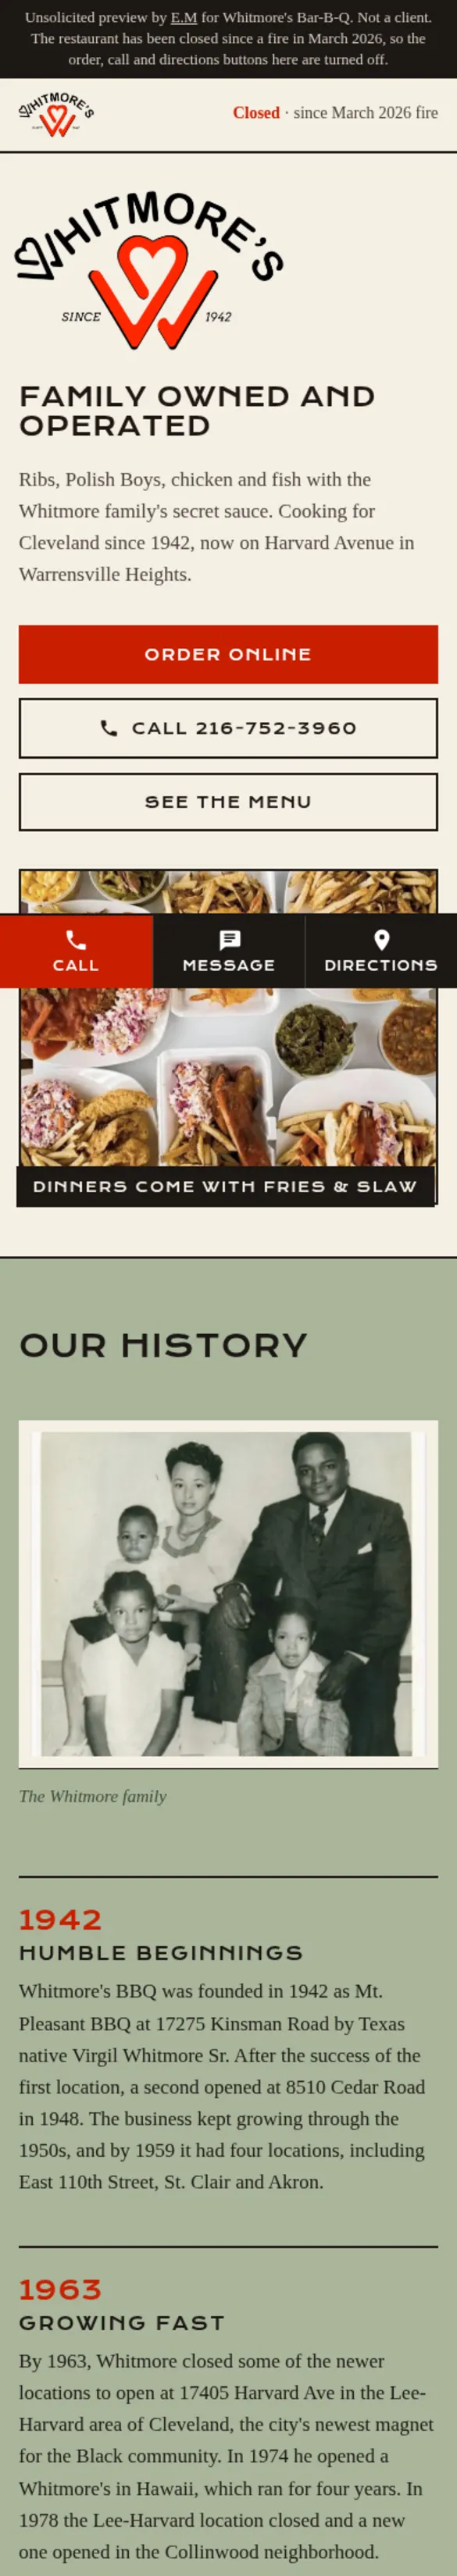 Unsolicited preview by E.M for Whitmore's Bar-B-Q. Not a client.
The restaurant has been closed since a fire in March 2026, so the
order, call and directions buttons here are turned off.
WHITMORE'S
Closed · since March 2026 fire
WHITMORE'S
SINCE 1942
FAMILY OWNED AND
OPERATED
Ribs, Polish Boys, chicken and fish with the
Whitmore family's secret sauce. Cooking for
Cleveland since 1942, now on Harvard Avenue in
Warrensville Heights.
ORDER ONLINE
CALL 216-752-3960
SEE THE MENU
CALL MESSAGE DIRECTIONS
DINNERS COME WITH FRIES & SLAW
OUR HISTORY
The Whitmore family
1942
HUMBLE BEGINNINGS
Whitmore's BBQ was founded in 1942 as Mt.
Pleasant BBQ at 17275 Kinsman Road by Texas
native Virgil Whitmore Sr. After the success of the
first location, a second opened at 8510 Cedar Road
in 1948. The business kept growing through the
1950s, and by 1959 it had four locations, including
East 110th Street, St. Clair and Akron.
1963
GROWING FAST
By 1963, Whitmore closed some of the newer
locations to open at 17405 Harvard Ave in the Lee-
Harvard area of Cleveland, the city's newest magnet
for the Black community. In 1974 he opened a
Whitmore's in Hawaii, which ran for four years. In
1978 the Lee-Harvard location closed and a new
one opened in the Collinwood neighborhood.